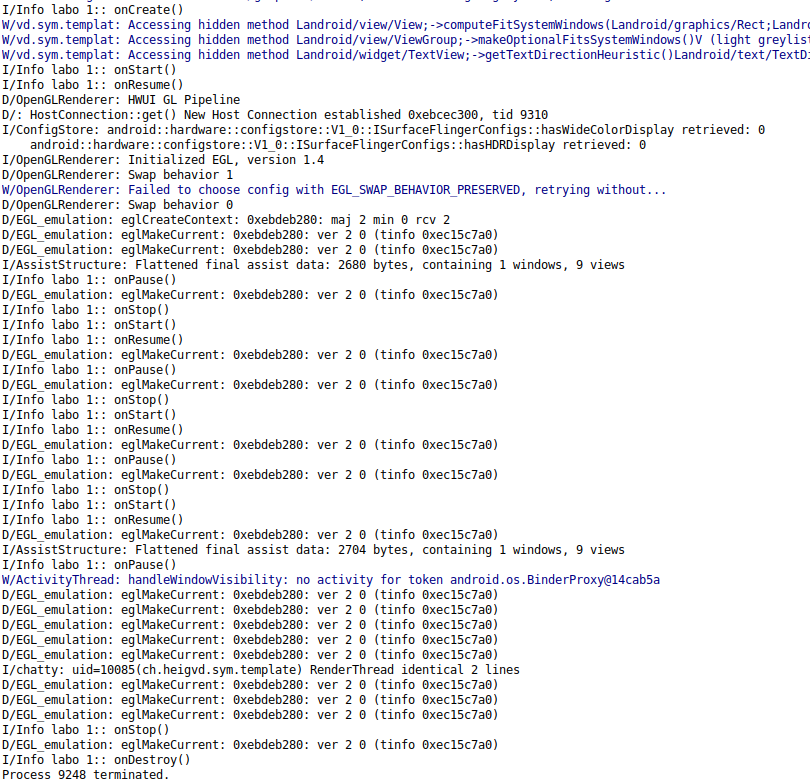 I/Info labo 1:: onCreate()
W/vd.sym.templat: Accessing hidden method Landroid/view/View;->computeFitSystemWindows(Landroid/graphics/Rect;Landro
W/vd.sym.templat: Accessing hidden method Landroid/view/ViewGroup;->makeOptionalFitsSystemWindows()V (light greylist
W/vd.sym.templat: Accessing hidden method Landroid/widget/TextView;->getTextDirectionHeuristic()Landroid/text/TextDi
I/Info labo 1:: onStart()
I/Info labo 1:: onResume()
D/OpenGLRenderer: HWUI GL Pipeline
D/: HostConnection::get() New Host Connection established 0xebcec300, tid 9310
I/ConfigStore: android::hardware::configstore::V1_0::ISurfaceFlingerConfigs::hasWideColorDisplay retrieved: 0
android::hardware::configstore::V1_0::ISurfaceFlingerConfigs::hasHDRDisplay retrieved: 0
I/OpenGLRenderer: Initialized EGL, version 1.4
D/OpenGLRenderer: Swap behavior 1
W/OpenGLRenderer: Failed to choose config with EGL_SWAP_BEHAVIOR_PRESERVED, retrying without...
D/OpenGLRenderer: Swap behavior 0
D/EGL_emulation: eglCreateContext: 0xebdeb280: maj 2 min 0 rcv 2
D/EGL_emulation: eglMakeCurrent: 0xebdeb280: ver 2 0 (tinfo 0xec15c7a0)
D/EGL_emulation: eglMakeCurrent: 0xebdeb280: ver 2 0 (tinfo 0xec15c7a0)
I/AssistStructure: Flattened final assist data: 2680 bytes, containing 1 windows, 9 views
I/Info labo 1:: onPause()
D/EGL_emulation: eglMakeCurrent: 0xebdeb280: ver 2 0 (tinfo 0xec15c7a0)
I/Info labo 1:: onStop()
I/Info labo 1:: onStart()
I/Info labo 1:: onResume()
D/EGL_emulation: eglMakeCurrent: 0xebdeb280: ver 2 0 (tinfo 0xec15c7a0)
I/Info labo 1:: onPause()
D/EGL_emulation: eglMakeCurrent: 0xebdeb280: ver 2 0 (tinfo 0xec15c7a0)
I/Info labo 1:: onStop()
I/Info labo 1:: onStart()
I/Info labo 1:: onResume()
D/EGL_emulation: eglMakeCurrent: 0xebdeb280: ver 2 0 (tinfo 0xec15c7a0)
I/Info labo 1:: onPause()
D/EGL_emulation: eglMakeCurrent: 0xebdeb280: ver 2 0 (tinfo 0xec15c7a0)
I/Info labo 1:: onStop()
I/Info labo 1:: onStart()
I/Info labo 1:: onResume()
D/EGL_emulation: eglMakeCurrent: 0xebdeb280: ver 2 0 (tinfo 0xec15c7a0)
I/AssistStructure: Flattened final assist data: 2704 bytes, containing 1 windows, 9 views
I/Info labo 1:: onPause()
W/ActivityThread: handleWindowVisibility: no activity for token android.os.BinderProxy@14cab5a
D/EGL_emulation: eglMakeCurrent: 0xebdeb280: ver 2 0 (tinfo 0xec15c7a0)
D/EGL_emulation: eglMakeCurrent: 0xebdeb280: ver 2 0 (tinfo 0xec15c7a0)
D/EGL_emulation: eglMakeCurrent: 0xebdeb280: ver 2 0 (tinfo 0xec15c7a0)
D/EGL_emulation: eglMakeCurrent: 0xebdeb280: ver 2 0 (tinfo 0xec15c7a0)
D/EGL_emulation: eglMakeCurrent: 0xebdeb280: ver 2 0 (tinfo 0xec15c7a0)
I/chatty: uid=10085(ch.heigvd.sym.template) RenderThread identical 2 lines
D/EGL_emulation: eglMakeCurrent: 0xebdeb280: ver 2 0 (tinfo 0xec15c7a0)
D/EGL_emulation: eglMakeCurrent: 0xebdeb280: ver 2 0 (tinfo 0xec15c7a0)
D/EGL_emulation: eglMakeCurrent: 0xebdeb280: ver 2 0 (tinfo 0xec15c7a0)
I/Info labo 1:: onStop()
D/EGL_emulation: eglMakeCurrent: 0xebdeb280: ver 2 0 (tinfo 0xec15c7a0)
I/Info labo 1:: onDestroy()
Process 9248 terminated.